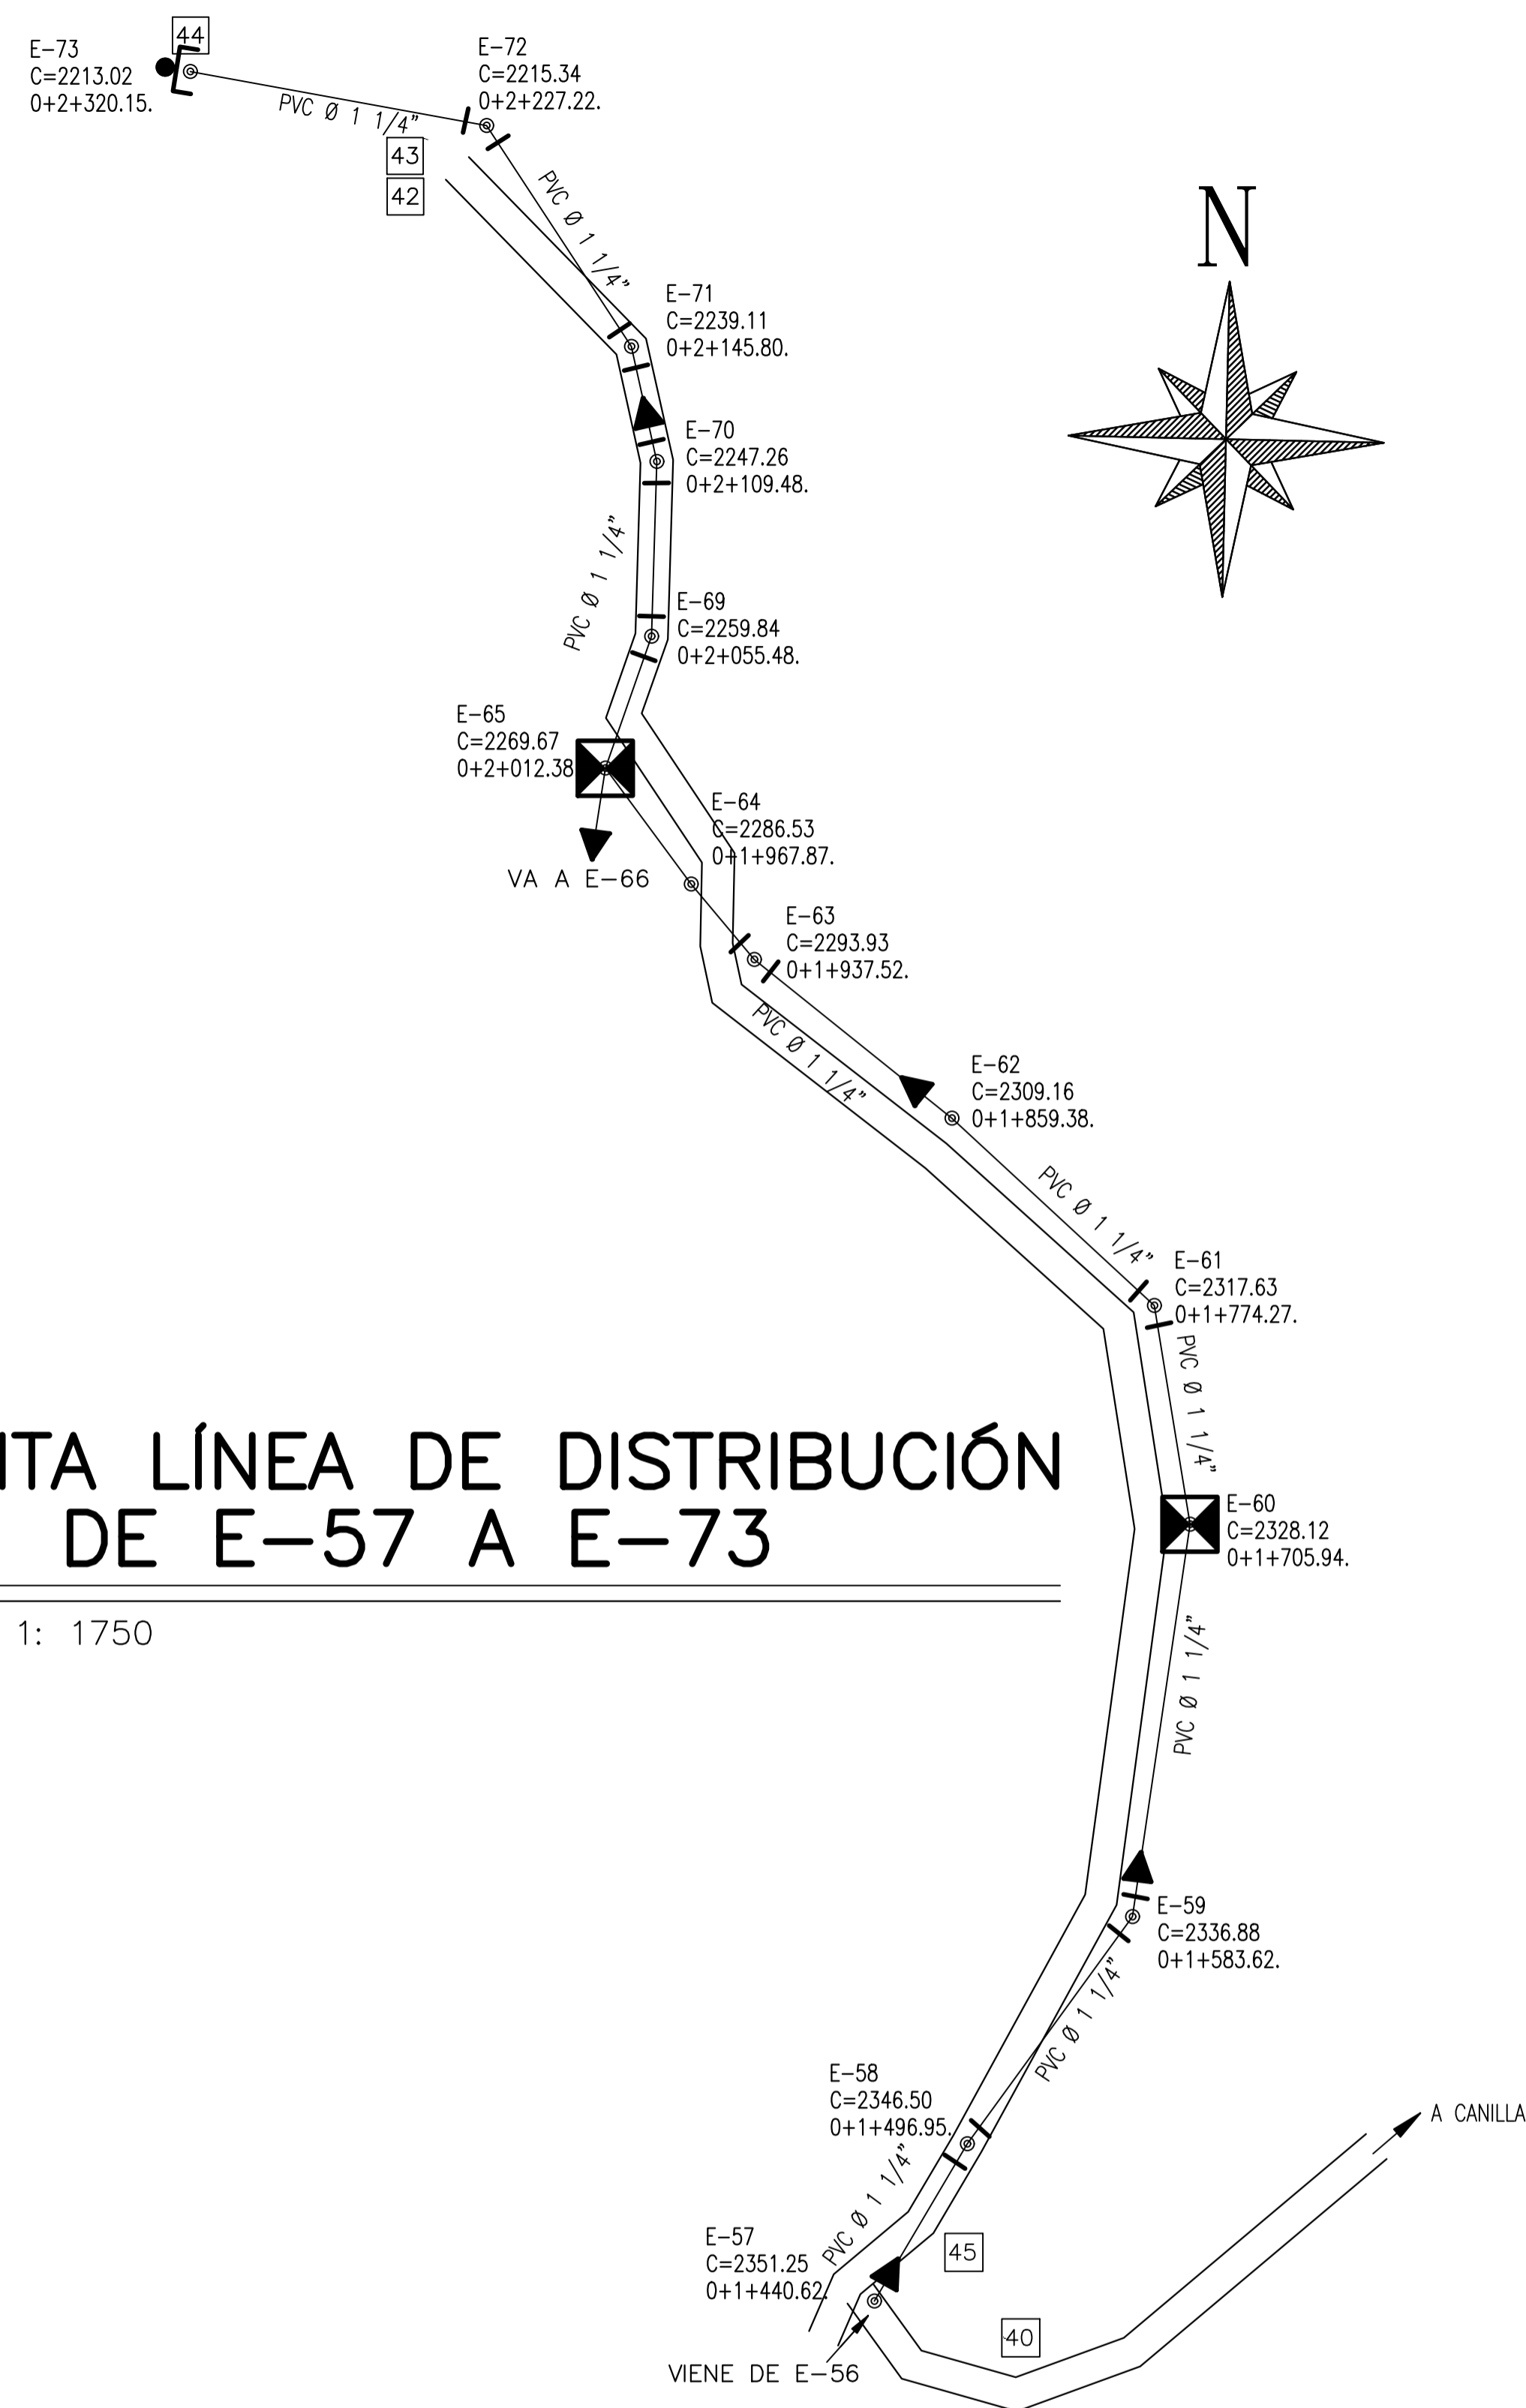 44
E-73
C=2213.02
0+2+320.15.
E-72
C=2215.34
0+2+227.22.
PVC Ø 1 1/4"
43
42
PVC Ø 1 1/4"
N
E-71
C=2239.11
0+2+145.80.
E-70
C=2247.26
0+2+109.48.
PVC Ø 1 1/4"
E-69
C=2259.84
0+2+055.48.
E-65
C=2269.67
0+2+012.38
VA A E-66
E-64
C=2286.53
0+1+967.87.
E-63
C=2293.93
0+1+937.52.
PVC Ø 1 1/4"
E-62
C=2309.16
0+1+859.38.
PVC Ø 1 1/4"
E-61
C=2317.63
0+1+774.27.
PVC Ø 1 1/4"
NTA LÍNEA DE DISTRIBUCIÓN
DE E-57 A E-73
1: 1750
E-60
C=2328.12
0+1+705.94.
PVC Ø 1 1/4"
E-59
C=2336.88
0+1+583.62.
PVC Ø 1 1/4"
E-58
C=2346.50
0+1+496.95.
A CANILLA
PVC Ø 1 1/4"
E-57
C=2351.25
0+1+440.62.
45
40
VIENE DE E-56